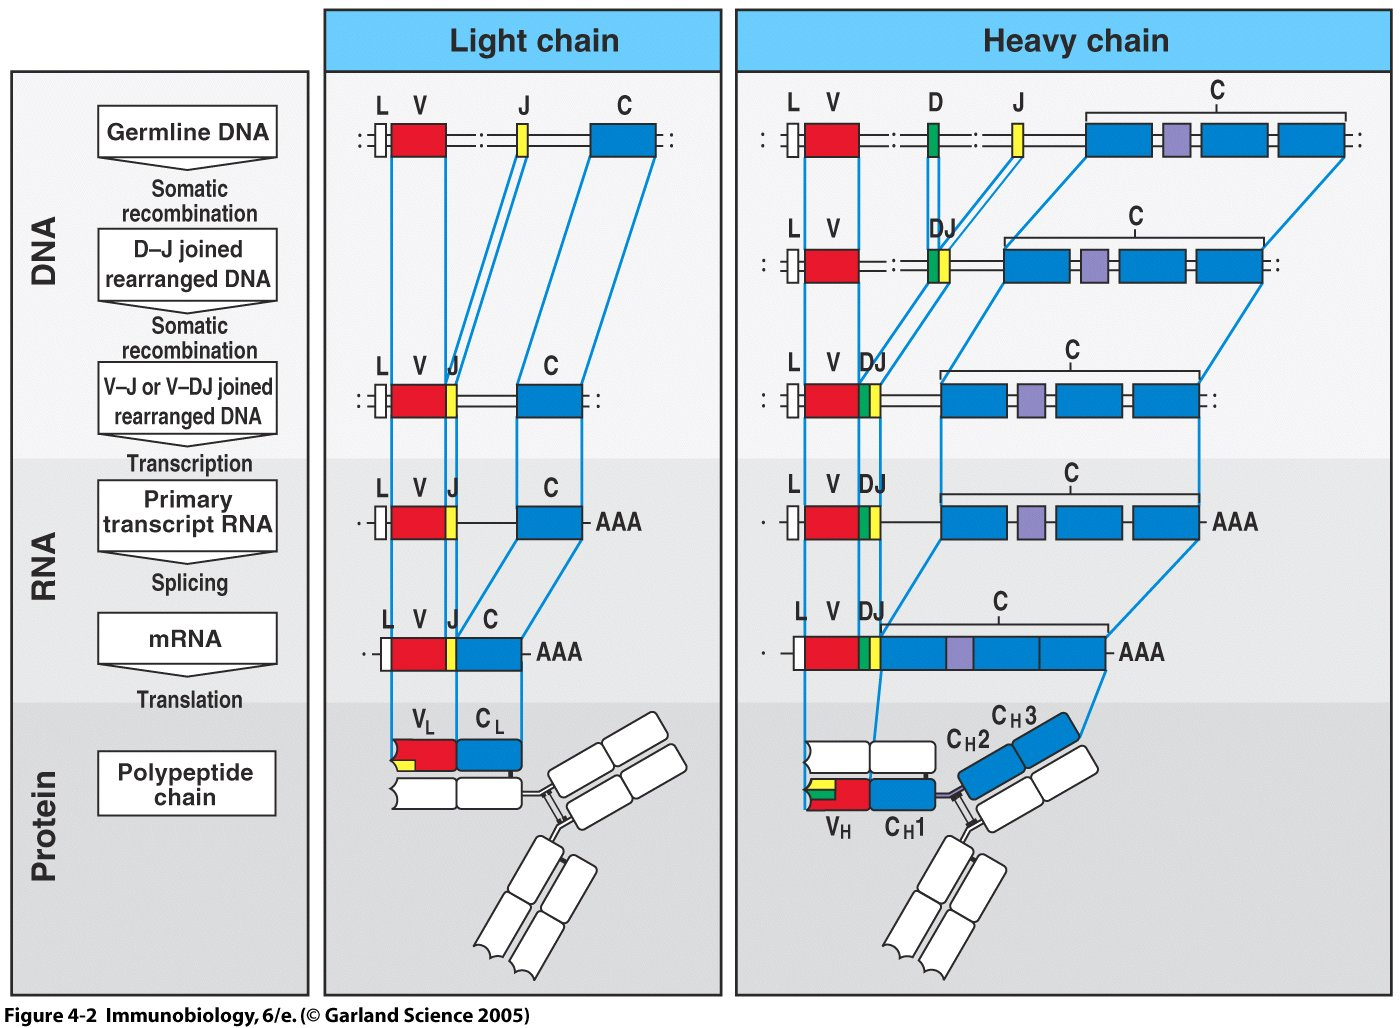 Light chain
Heavy chain
DNA
RNA
Protein
Germline DNA
Somatic
recombination
D–J joined
rearranged DNA
Somatic
recombination
V–J or V–DJ joined
rearranged DNA
Transcription
Primary
transcript RNA
Splicing
mRNA
Translation
Polypeptide
chain
L V J C
L V J C
L V J C
AAA
L V J C
AAA
VL CL
L V D J C
L V DJ C
L V DJ C
L V DJ C
AAA
L V DJ C
AAA
CH2 CH3
VH CH1
Figure 4-2 Immunobiology, 6/e. (© Garland Science 2005)